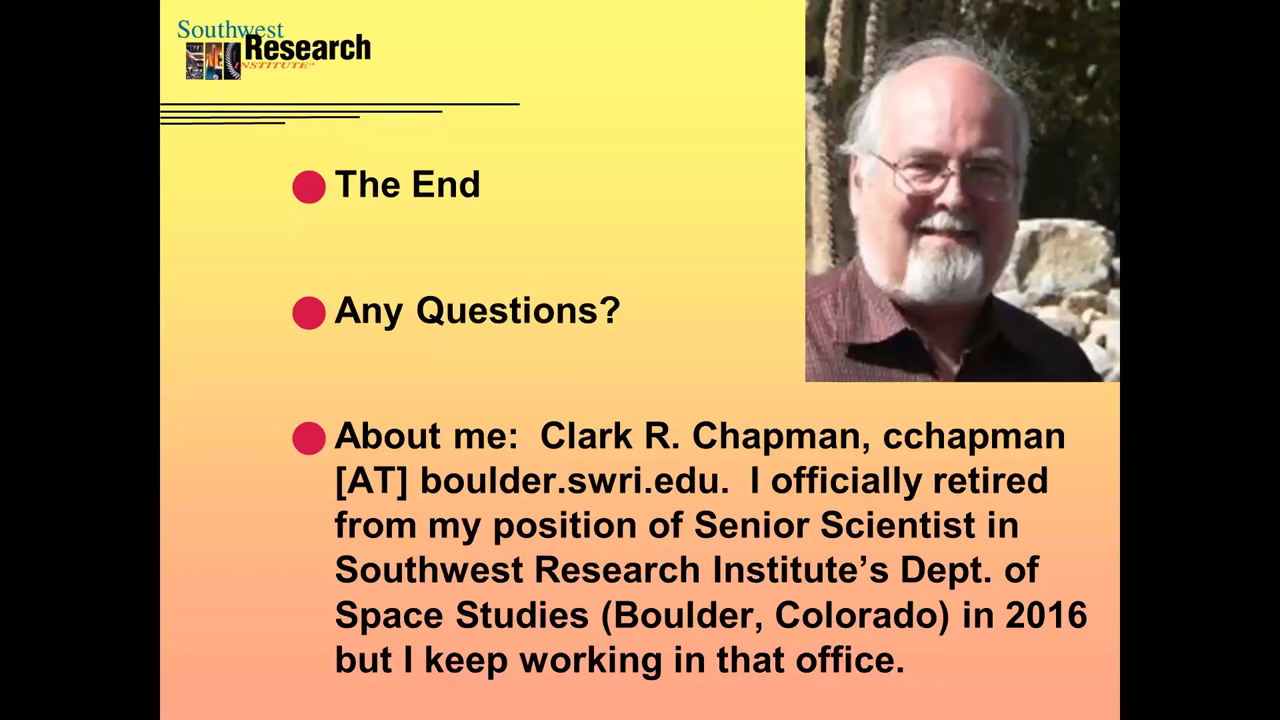 Southwest
Research
INSTITUTE™
The End
Any Questions?
About me:  Clark R. Chapman, cchapman
[AT] boulder.swri.edu.  I officially retired
from my position of Senior Scientist in
Southwest Research Institute’s Dept. of
Space Studies (Boulder, Colorado) in 2016
but I keep working in that office.